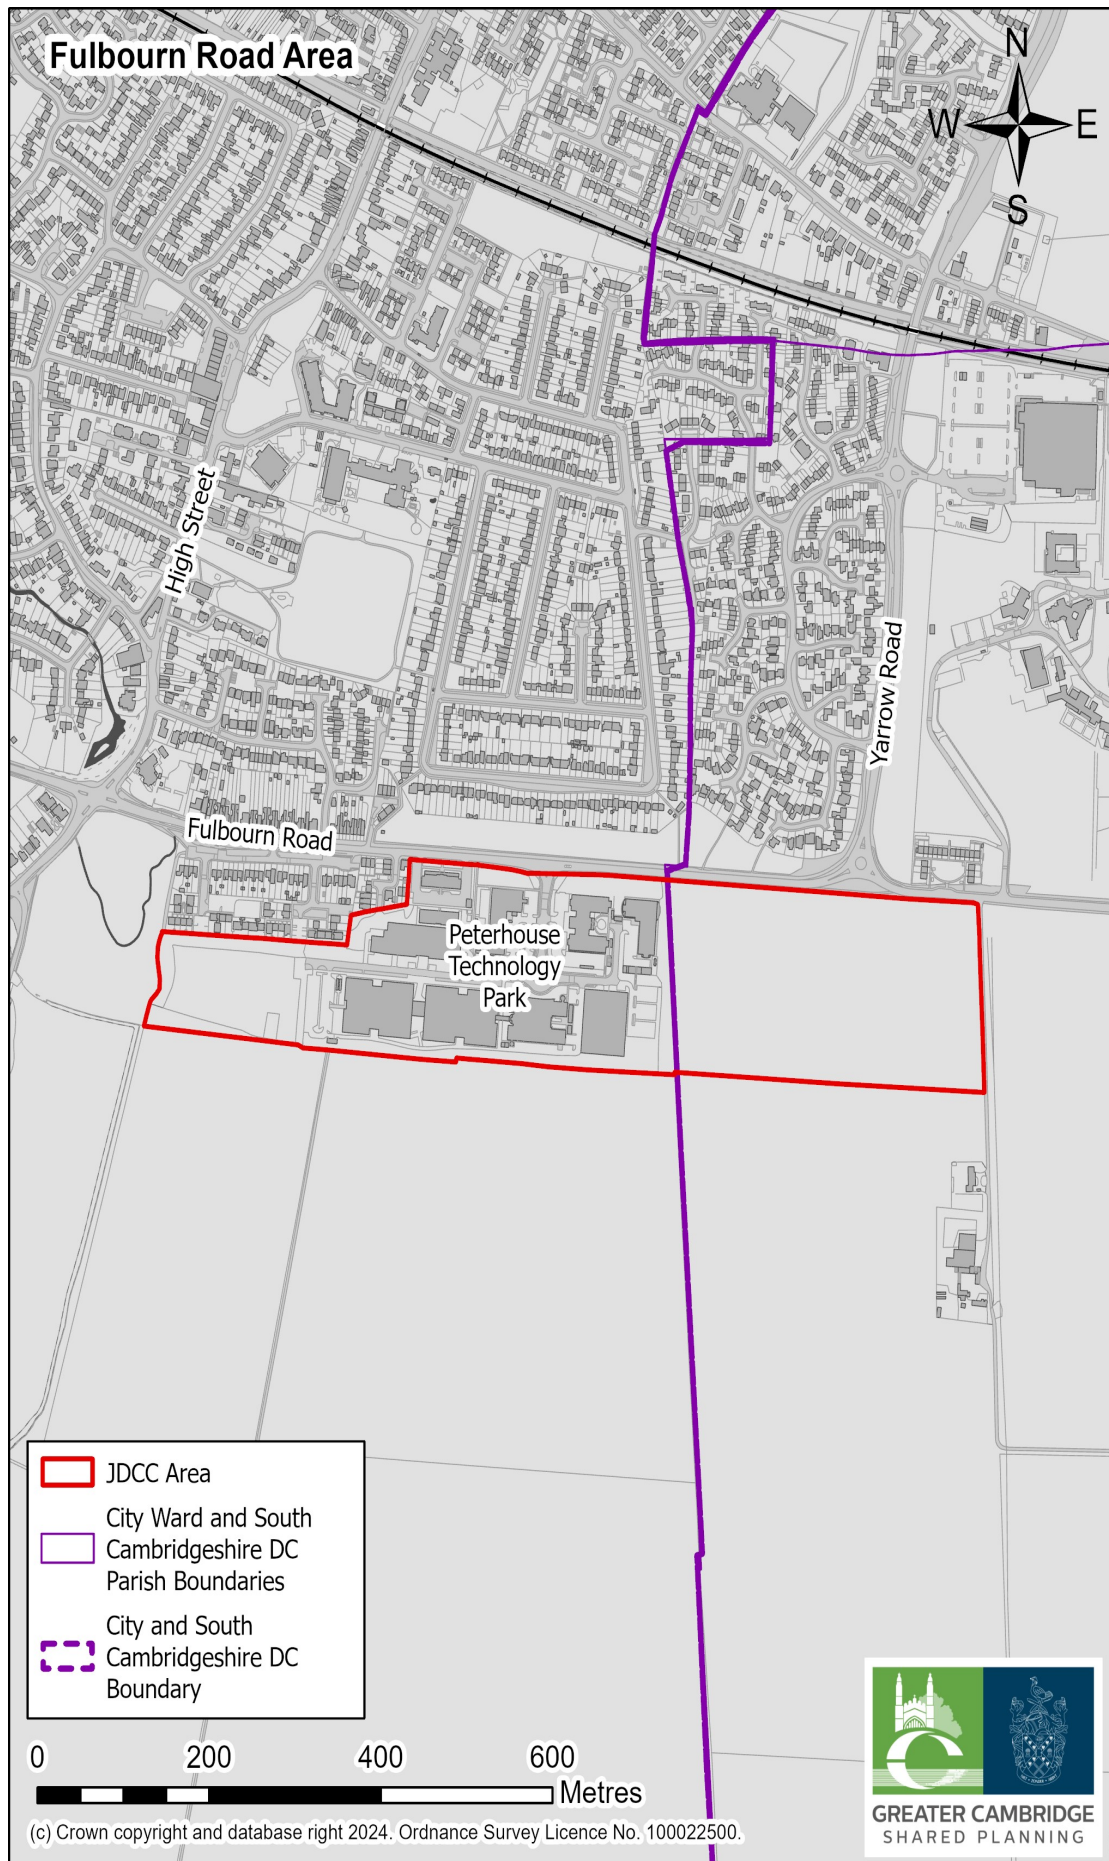 Fulbourn Road Area
N
W
E
S
High Street
Yarrow Road
Fulbourn Road
Peterhouse
Technology
Park
JDCC Area
City Ward and South
Cambridgeshire DC
Parish Boundaries
City and South
Cambridgeshire DC
Boundary
0 200 400 600
Metres
(c) Crown copyright and database right 2024. Ordnance Survey Licence No. 100022500.
GREATER CAMBRIDGE
SHARED PLANNING